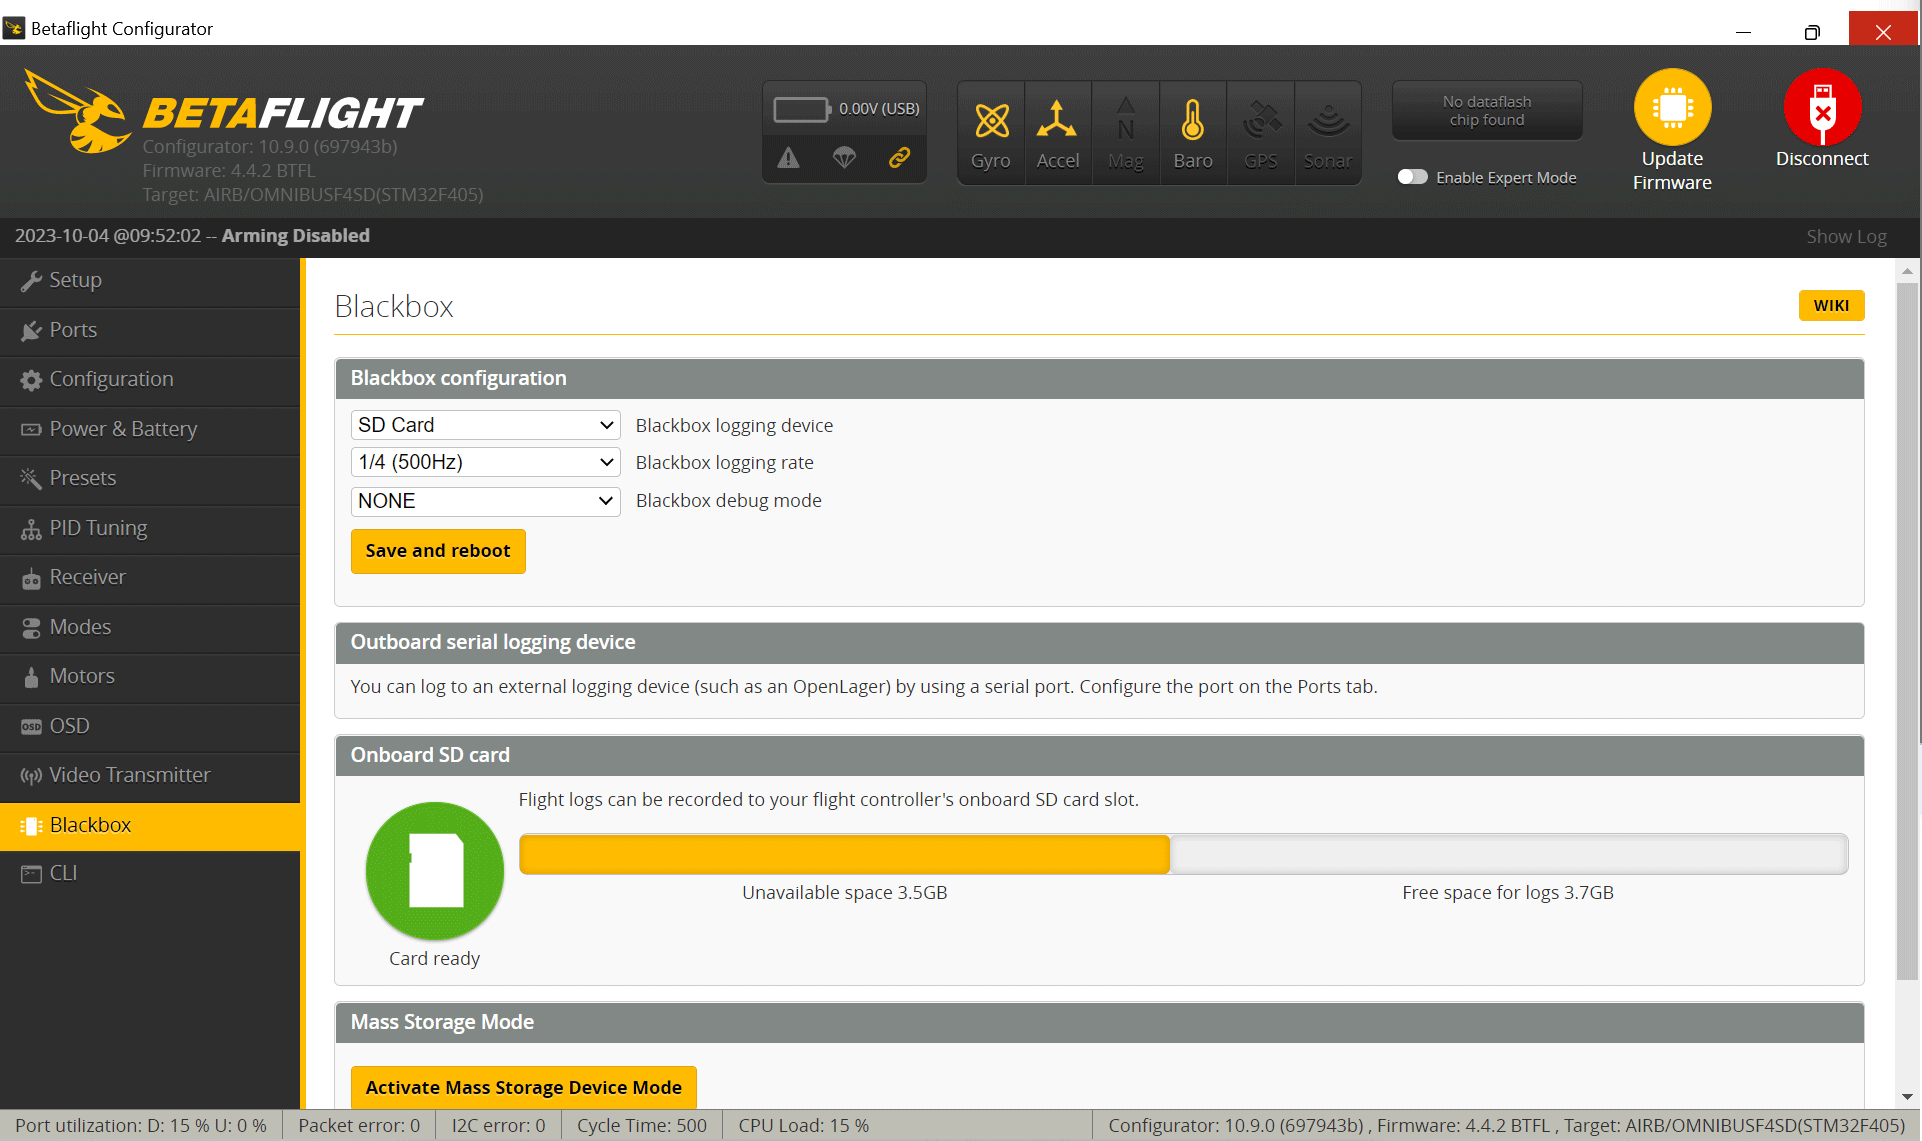 Betaflight Configurator
BETAFLIGHT
Configurator: 10.9.0 (697943b)
Firmware: 4.4.2 BTFL
Target: AIRB/OMNIBUSF4SD(STM32F405)
0.00V (USB)
Gyro
Accel
N
Mag
Baro
GPS
Sonar
No dataflash
chip found
Enable Expert Mode
Update
Firmware
Disconnect
2023-10-04 @09:52:02 -- Arming Disabled
Show Log
Setup
Ports
Configuration
Power & Battery
Presets
PID Tuning
Receiver
Modes
Motors
OSD OSD
Video Transmitter
Blackbox
CLI
Blackbox
WIKI
Blackbox configuration
SD Card Blackbox logging device
1/4 (500Hz) Blackbox logging rate
NONE Blackbox debug mode
Save and reboot
Outboard serial logging device
You can log to an external logging device (such as an OpenLager) by using a serial port. Configure the port on the Ports tab.
Onboard SD card
Flight logs can be recorded to your flight controller's onboard SD card slot.
Unavailable space 3.5GB
Free space for logs 3.7GB
Card ready
Mass Storage Mode
Activate Mass Storage Device Mode
Port utilization: D: 15 % U: 0 %
Packet error: 0
I2C error: 0
Cycle Time: 500
CPU Load: 15 %
Configurator: 10.9.0 (697943b) , Firmware: 4.4.2 BTFL , Target: AIRB/OMNIBUSF4SD(STM32F405)